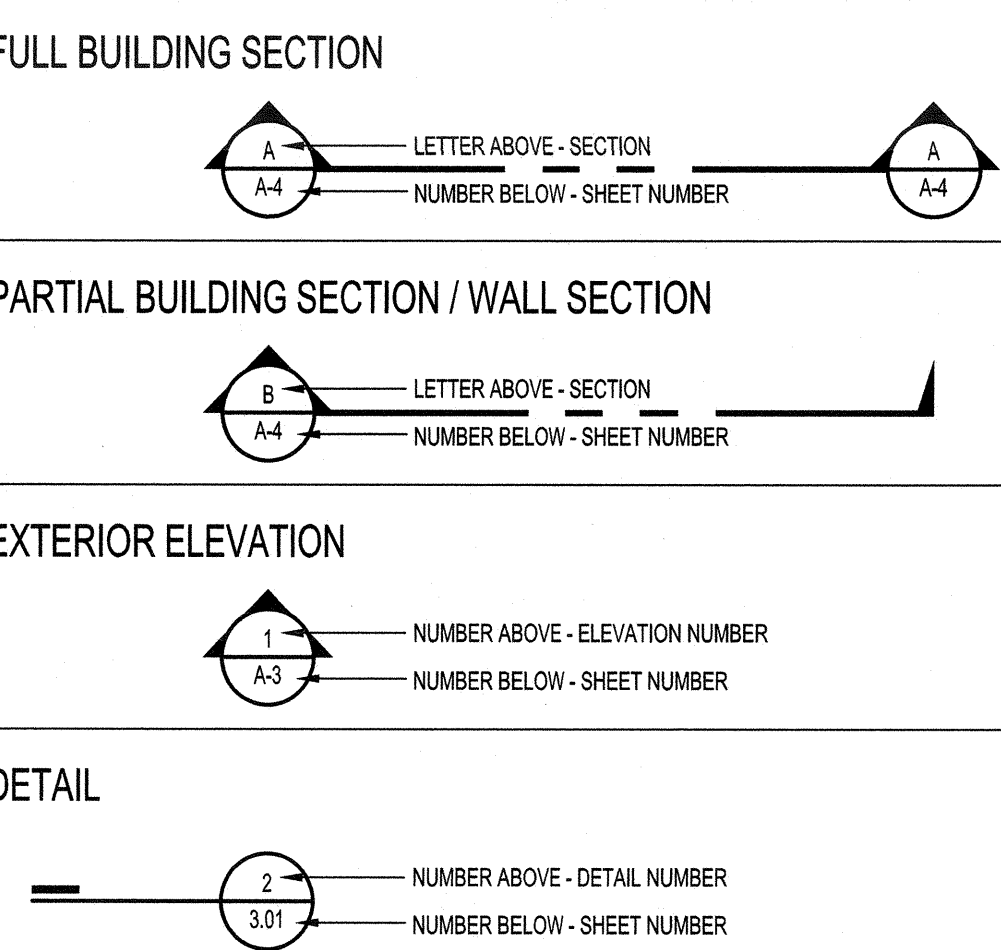 FULL BUILDING SECTION
A
LETTER ABOVE - SECTION
A
A-4
NUMBER BELOW - SHEET NUMBER
A-4
PARTIAL BUILDING SECTION / WALL SECTION
B
LETTER ABOVE - SECTION
A-4
NUMBER BELOW - SHEET NUMBER
EXTERIOR ELEVATION
1
NUMBER ABOVE - ELEVATION NUMBER
A-3
NUMBER BELOW - SHEET NUMBER
DETAIL
2
NUMBER ABOVE - DETAIL NUMBER
3.01
NUMBER BELOW - SHEET NUMBER